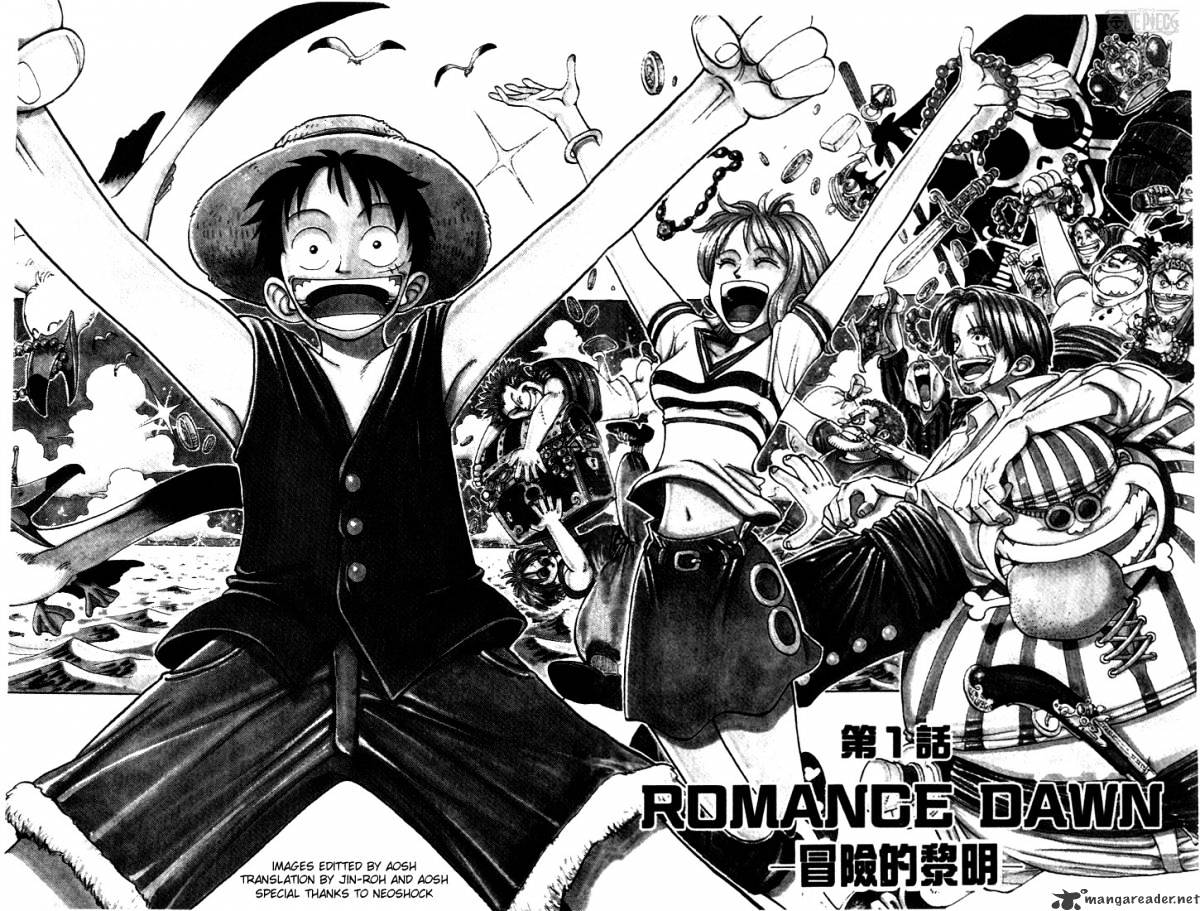 ONE PIECE
第1話
ROMANCE DAWN
—冒險的黎明
IMAGES EDITTED BY AOSH
TRANSLATION BY JIN-ROH AND AOSH
SPECIAL THANKS TO NEOSHOCK
mangareader.net